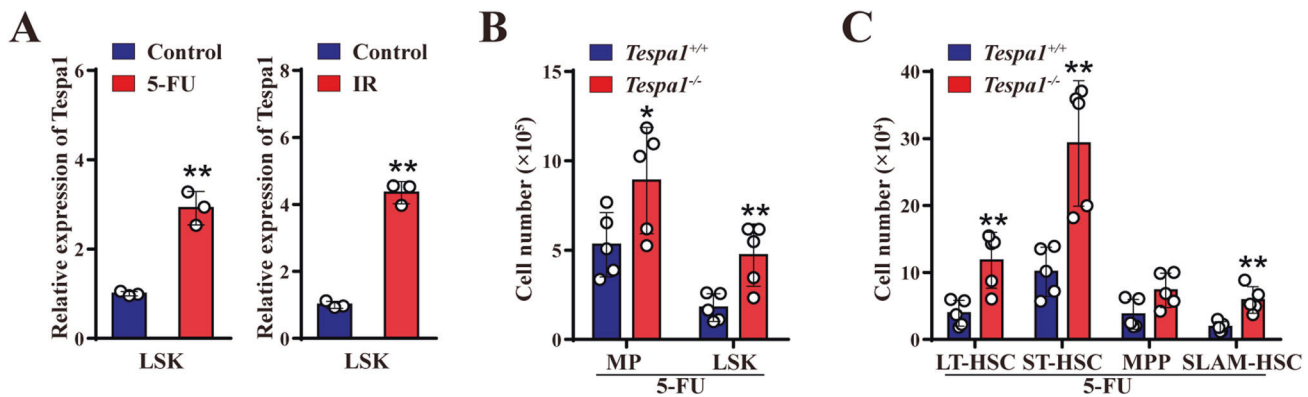 A
Control
5-FU
Relative expression of Tespa1
6
4
2
0
**
LSK
Control
IR
Relative expression of Tespa1
8
6
4
2
0
**
LSK
B
Tespa1+/+
Tespa1-/-
Cell number (×10⁵)
15
10
5
0
*
**
MP LSK
5-FU
C
Tespa1+/+
Tespa1-/-
Cell number (×10⁴)
40
30
20
10
0
**
**
**
LT-HSC ST-HSC MPP SLAM-HSC
5-FU